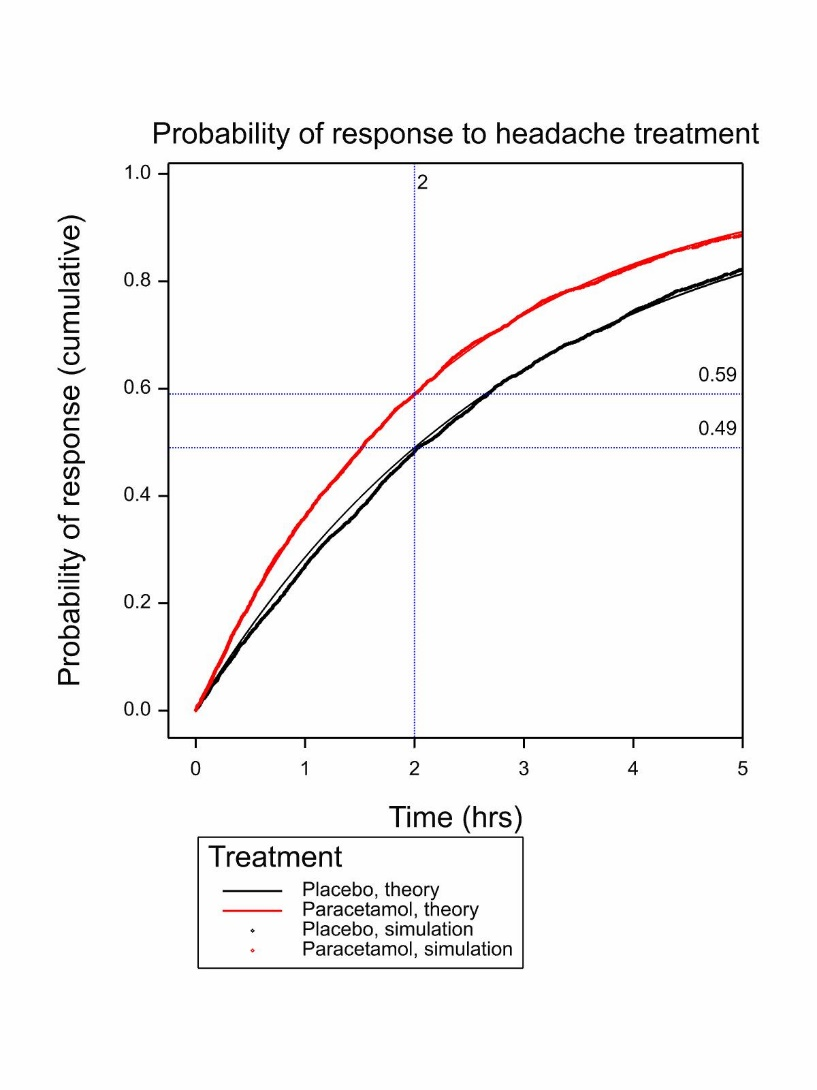 Probability of response to headache treatment
1.0
2
0.8
0.59
0.6
0.49
0.4
0.2
0.0
Probability of response (cumulative)
0 1 2 3 4 5
Time (hrs)
Treatment
Placebo, theory
Paracetamol, theory
Placebo, simulation
Paracetamol, simulation